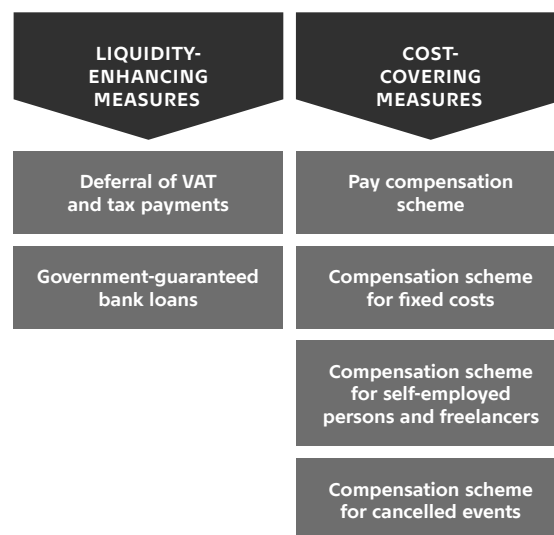 LIQUIDITY-
ENHANCING
MEASURES
Deferral of VAT
and tax payments
Government-guaranteed
bank loans
COST-
COVERING
MEASURES
Pay compensation
scheme
Compensation scheme
for fixed costs
Compensation scheme
for self-employed
persons and freelancers
Compensation scheme
for cancelled events